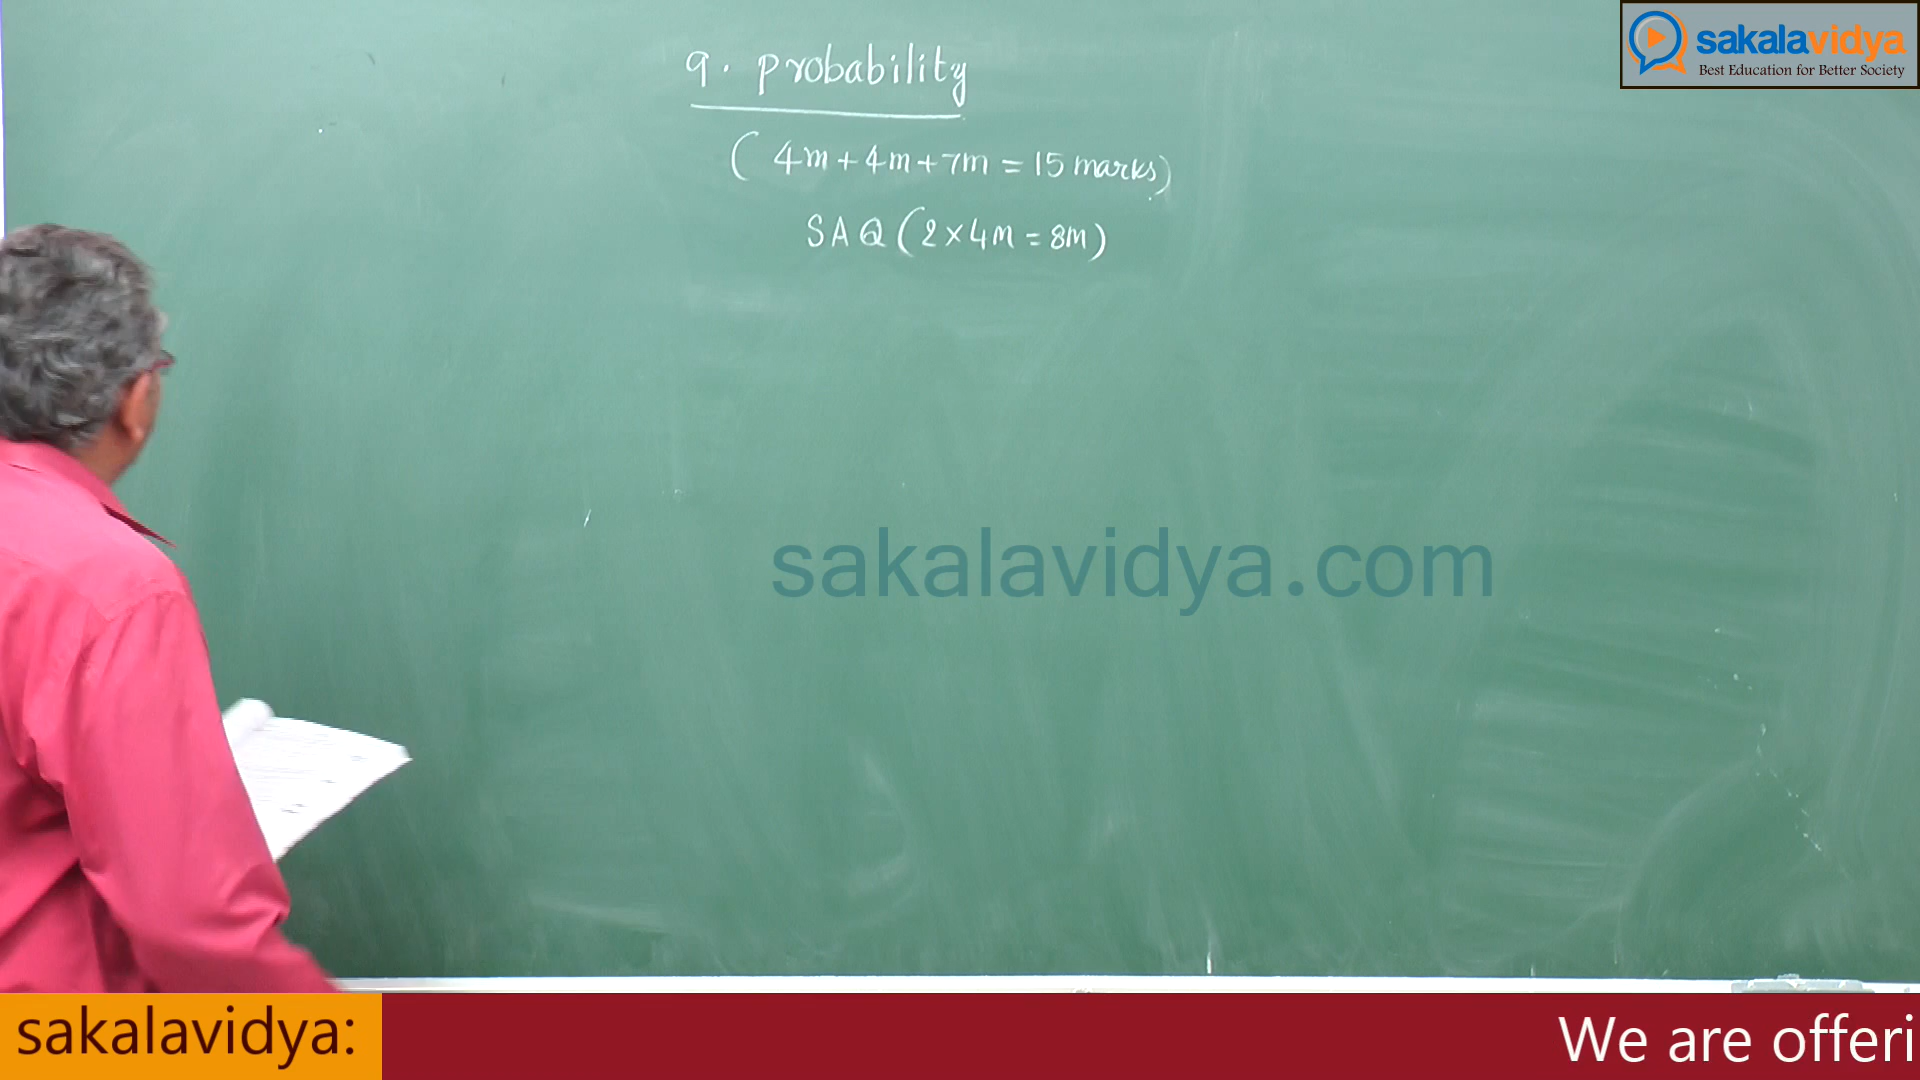 sakalavidya
Best Education for Better Society
9. probability
( 4m + 4m + 7m = 15 marks)
SAQ (2 × 4m = 8m)
sakalavidya.com
sakalavidya:
We are offeri